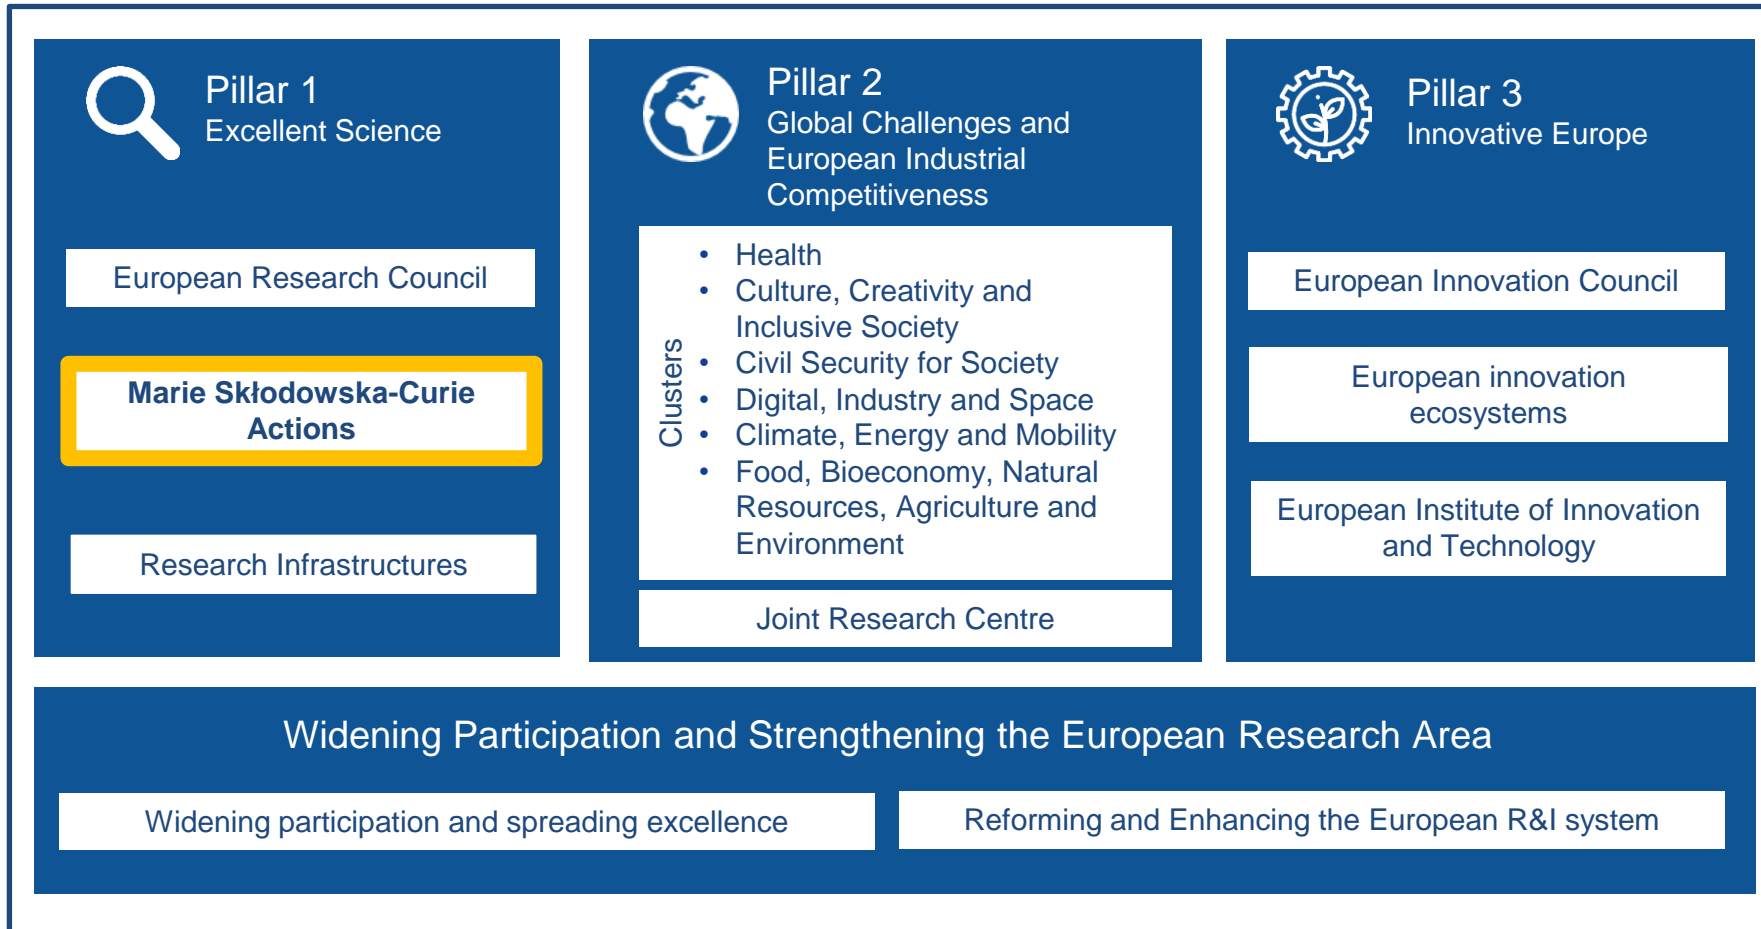 Pillar 1
Excellent Science
European Research Council
Marie Skłodowska-Curie
Actions
Research Infrastructures
Pillar 2
Global Challenges and
European Industrial
Competitiveness
Clusters
• Health
• Culture, Creativity and
Inclusive Society
• Civil Security for Society
• Digital, Industry and Space
• Climate, Energy and Mobility
• Food, Bioeconomy, Natural
Resources, Agriculture and
Environment
Joint Research Centre
Pillar 3
Innovative Europe
European Innovation Council
European innovation
ecosystems
European Institute of Innovation
and Technology
Widening Participation and Strengthening the European Research Area
Widening participation and spreading excellence
Reforming and Enhancing the European R&I system